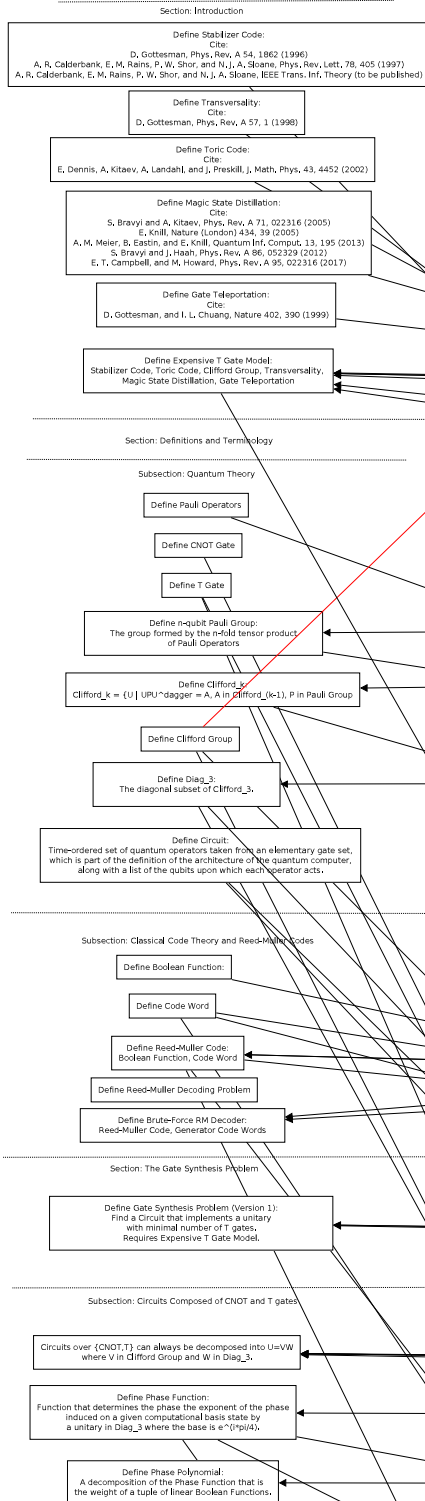 Section: Introduction
Define Stabilizer Code:
Cite:
D. Gottesman, Phys. Rev. A 54, 1862 (1996)
A. R. Calderbank, E. M. Rains, P. W. Shor, and N. J. A. Sloane, Phys. Rev. Lett. 78, 405 (1997)
A. R. Calderbank, E. M. Rains, P. W. Shor, and N. J. A. Sloane, IEEE Trans. Inf. Theory (to be published)
Define Transversality:
Cite:
D. Gottesman, Phys. Rev. A 57, 1 (1998)
Define Toric Code:
Cite:
E. Dennis, A. Kitaev, A. Landahl, and J. Preskill, J. Math. Phys. 43, 4452 (2002)
Define Magic State Distillation:
Cite:
S. Bravyi and A. Kitaev, Phys. Rev. A 71, 022316 (2005)
E. Knill, Nature (London) 434, 39 (2005)
A. M. Meier, B. Eastin, and E. Knill, Quantum Inf. Comput. 13, 195 (2013)
S. Bravyi and J. Haah, Phys. Rev. A 86, 052329 (2012)
E. T. Campbell, and M. Howard, Phys. Rev. A 95, 022316 (2017)
Define Gate Teleportation:
Cite:
D. Gottesman, and I. L. Chuang, Nature 402, 390 (1999)
Define Expensive T Gate Model:
Stabilizer Code, Toric Code, Clifford Group, Transversality,
Magic State Distillation, Gate Teleportation
Section: Definitions and Terminology
Subsection: Quantum Theory
Define Pauli Operators
Define CNOT Gate
Define T Gate
Define n-qubit Pauli Group:
The group formed by the n-fold tensor product
of Pauli Operators
Define Clifford_k:
Clifford_k = {U | UPU^dagger = A, A in Clifford_(k-1), P in Pauli Group
Define Clifford Group
Define Diag_3:
The diagonal subset of Clifford_3.
Define Circuit:
Time-ordered set of quantum operators taken from an elementary gate set,
which is part of the definition of the architecture of the quantum computer,
along with a list of the qubits upon which each operator acts.
Subsection: Classical Code Theory and Reed-Muller Codes
Define Boolean Function:
Define Code Word
Define Reed-Muller Code:
Boolean Function, Code Word
Define Reed-Muller Decoding Problem
Define Brute-Force RM Decoder:
Reed-Muller Code, Generator Code Words
Section: The Gate Synthesis Problem
Define Gate Synthesis Problem (Version 1):
Find a Circuit that implements a unitary
with minimal number of T gates.
Requires Expensive T Gate Model.
Subsection: Circuits Composed of CNOT and T gates
Circuits over {CNOT,T} can always be decomposed into U=VW
where V in Clifford Group and W in Diag_3.
Define Phase Function:
Function that determines the phase the exponent of the phase
induced on a given computational basis state by
a unitary in Diag_3 where the base is e^(i*pi/4).
Define Phase Polynomial:
A decomposition of the Phase Function that is
the weight of a tuple of linear Boolean Functions.